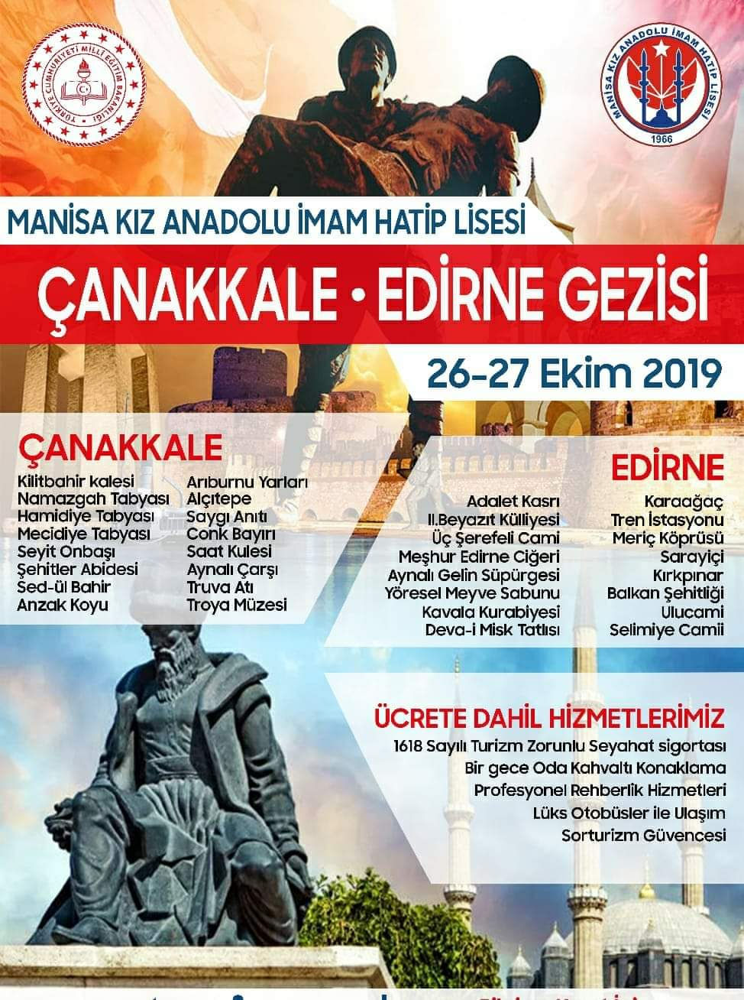 TÜRKİYE CUMHURİYETİ MİLLÎ EĞİTİM BAKANLIĞI
MANİSA KIZ ANADOLU İMAM HATİP LİSESİ
1966
MANİSA KIZ ANADOLU İMAM HATİP LİSESİ
ÇANAKKALE • EDİRNE GEZİSİ
26-27 Ekim 2019
ÇANAKKALE
Kilitbahir kalesi
Namazgah Tabyası
Hamidiye Tabyası
Mecidiye Tabyası
Seyit Onbaşı
Şehitler Abidesi
Sed-ül Bahir
Anzak Koyu
Arıburnu Yarları
Alçıtepe
Saygı Anıtı
Conk Bayırı
Saat Kulesi
Aynalı Çarşı
Truva Atı
Troya Müzesi
EDİRNE
Adalet Kasrı
II.Beyazıt Külliyesi
Üç Şerefeli Cami
Meşhur Edirne Ciğeri
Aynalı Gelin Süpürgesi
Yöresel Meyve Sabunu
Kavala Kurabiyesi
Deva-i Misk Tatlısı
Karaağaç
Tren İstasyonu
Meriç Köprüsü
Sarayiçi
Kırkpınar
Balkan Şehitliği
Ulucami
Selimiye Camii
ÜCRETE DAHİL HİZMETLERİMİZ
1618 Sayılı Turizm Zorunlu Seyahat sigortası
Bir gece Oda Kahvaltı Konaklama
Profesyonel Rehberlik Hizmetleri
Lüks Otobüsler ile Ulaşım
Sorturizm Güvencesi